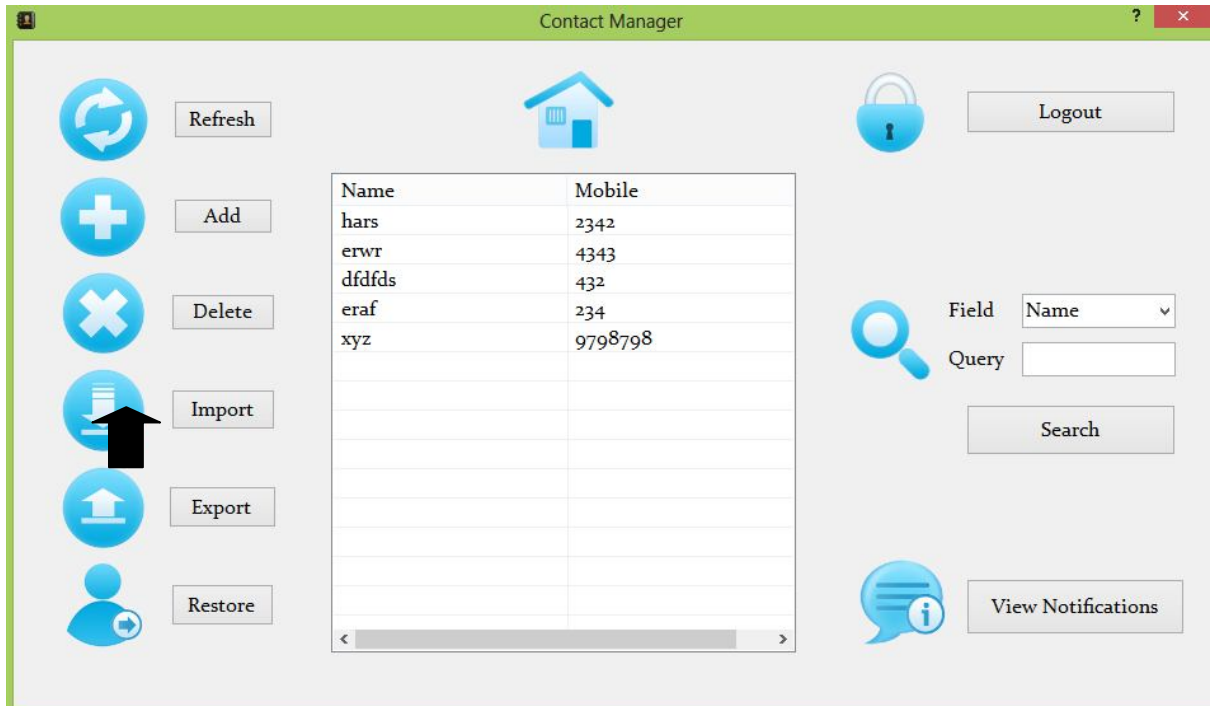 Contact Manager
?
Refresh
Add
Delete
Import
Export
Restore
Name Mobile
hars 2342
erwr 4343
dfdfds 432
eraf 234
xyz 9798798
Logout
Field Name
Query
Search
View Notifications